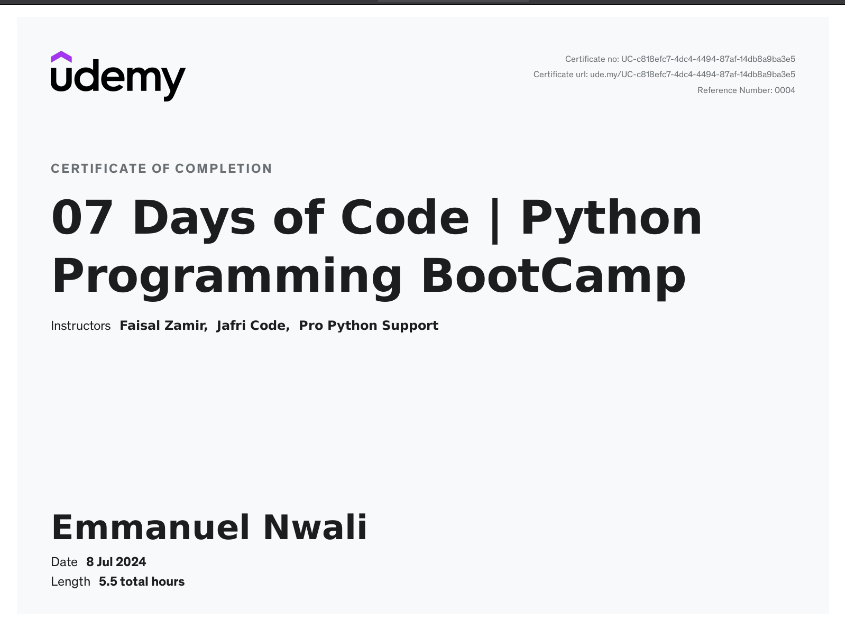 udemy
Certificate no: UC-c818efc7-4dc4-4494-87af-14db8a9ba3e5
Certificate url: ude.my/UC-c818efc7-4dc4-4494-87af-14db8a9ba3e5
Reference Number: 0004
CERTIFICATE OF COMPLETION
07 Days of Code | Python
Programming BootCamp
Instructors Faisal Zamir, Jafri Code, Pro Python Support
Emmanuel Nwali
Date 8 Jul 2024
Length 5.5 total hours